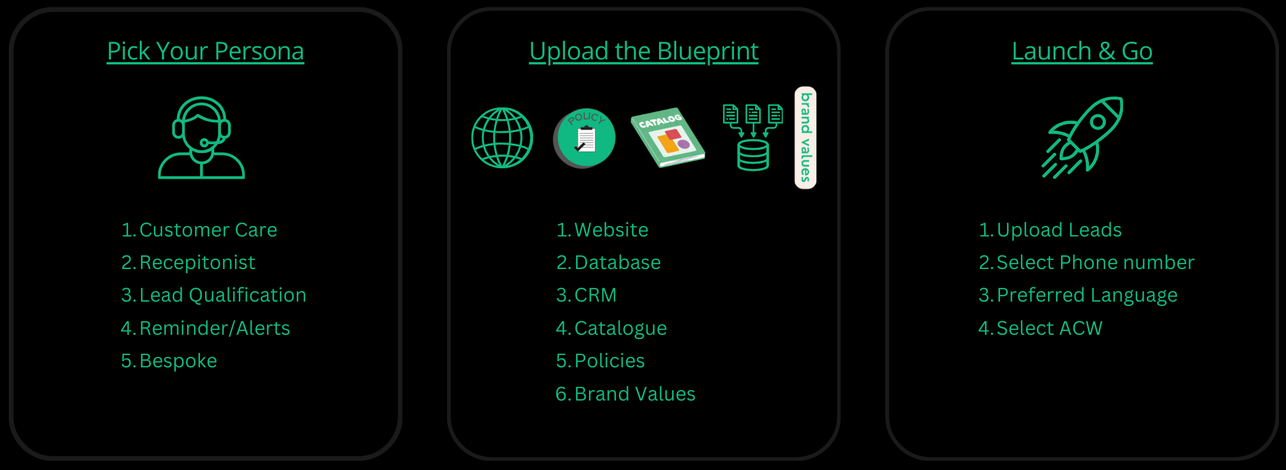 Pick Your Persona
1. Customer Care
2. Recepitonist
3. Lead Qualification
4. Reminder/Alerts
5. Bespoke
Upload the Blueprint
POLICY
CATALOG
brand values
1. Website
2. Database
3. CRM
4. Catalogue
5. Policies
6. Brand Values
Launch & Go
1. Upload Leads
2. Select Phone number
3. Preferred Language
4. Select ACW